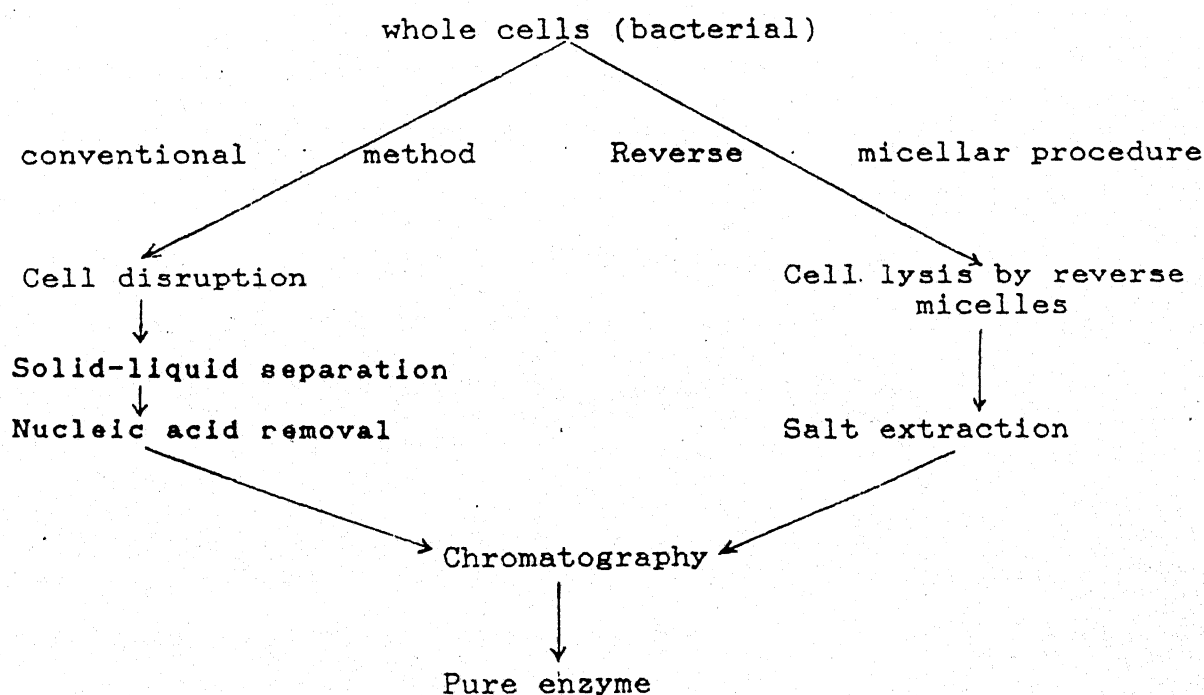 whole cells (bacterial)
conventional method Reverse micellar procedure
Cell disruption
Cell lysis by reverse
micelles
Solid-liquid separation
Nucleic acid removal
Salt extraction
Chromatography
Pure enzyme